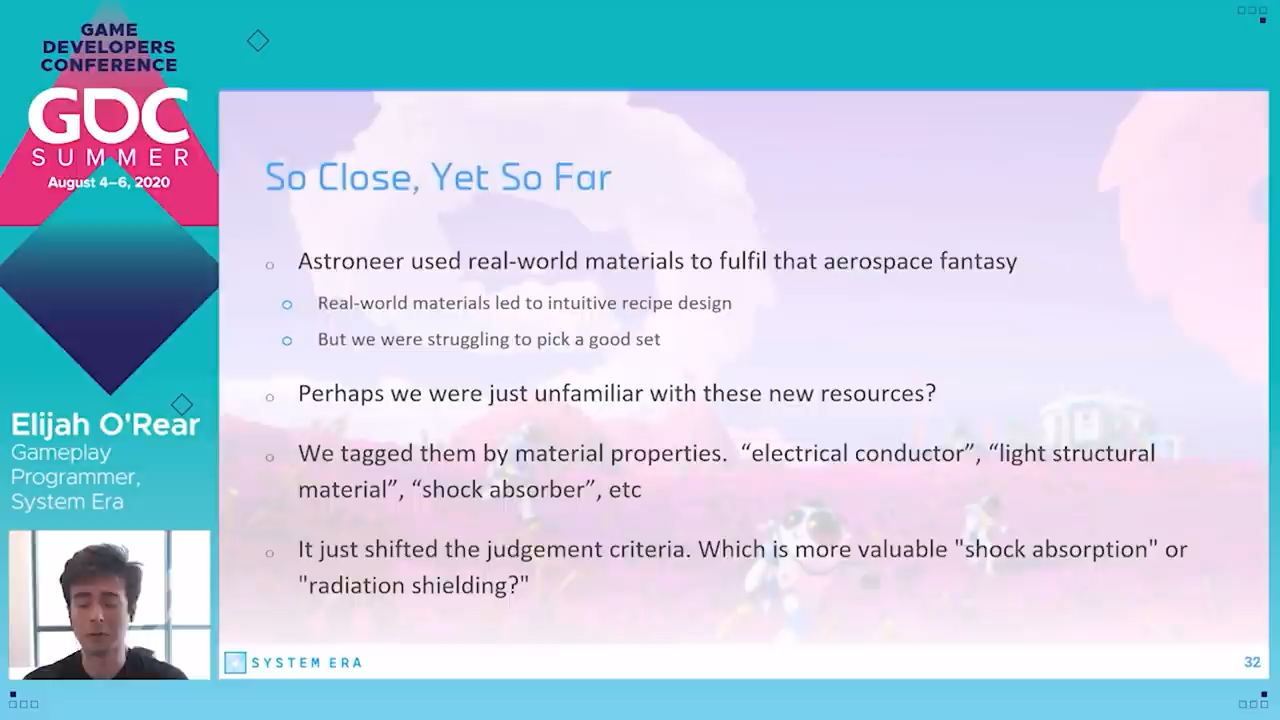 GAME
DEVELOPERS
CONFERENCE
GDC
SUMMER
August 4–6, 2020
Elijah O'Rear
Gameplay
Programmer,
System Era
So Close, Yet So Far
Astroneer used real-world materials to fulfil that aerospace fantasy
Real-world materials led to intuitive recipe design
But we were struggling to pick a good set
Perhaps we were just unfamiliar with these new resources?
We tagged them by material properties. “electrical conductor”, “light structural
material”, “shock absorber”, etc
It just shifted the judgement criteria. Which is more valuable "shock absorption" or
"radiation shielding?"
SYSTEM ERA
32